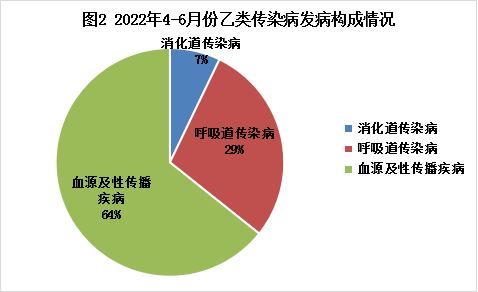 图2 2022年4-6月份乙类传染病发病构成情况
消化道传染病
7%
呼吸道传染病
29%
血源及性传播
疾病
64%
消化道传染病
呼吸道传染病
血源及性传播疾病